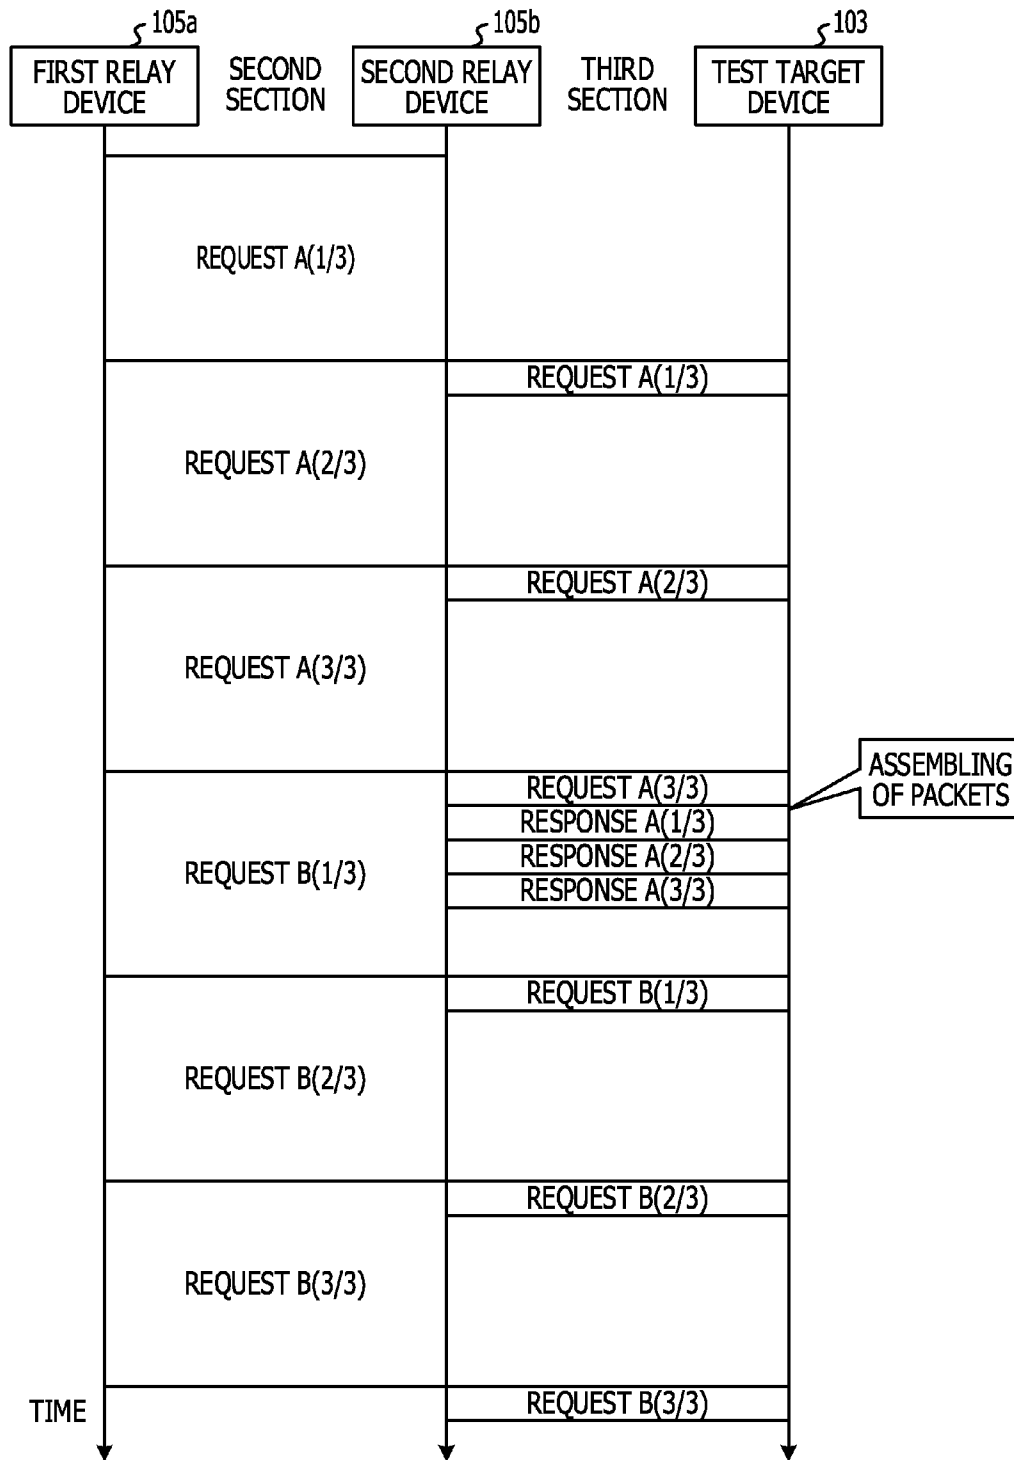 105a
105b
103
FIRST RELAY
DEVICE
SECOND
SECTION
SECOND RELAY
DEVICE
THIRD
SECTION
TEST TARGET
DEVICE
REQUEST A(1/3)
REQUEST A(1/3)
REQUEST A(2/3)
REQUEST A(2/3)
REQUEST A(3/3)
REQUEST A(3/3)
ASSEMBLING
OF PACKETS
RESPONSE A(1/3)
RESPONSE A(2/3)
REQUEST B(1/3)
RESPONSE A(3/3)
REQUEST B(1/3)
REQUEST B(2/3)
REQUEST B(2/3)
REQUEST B(3/3)
REQUEST B(3/3)
TIME